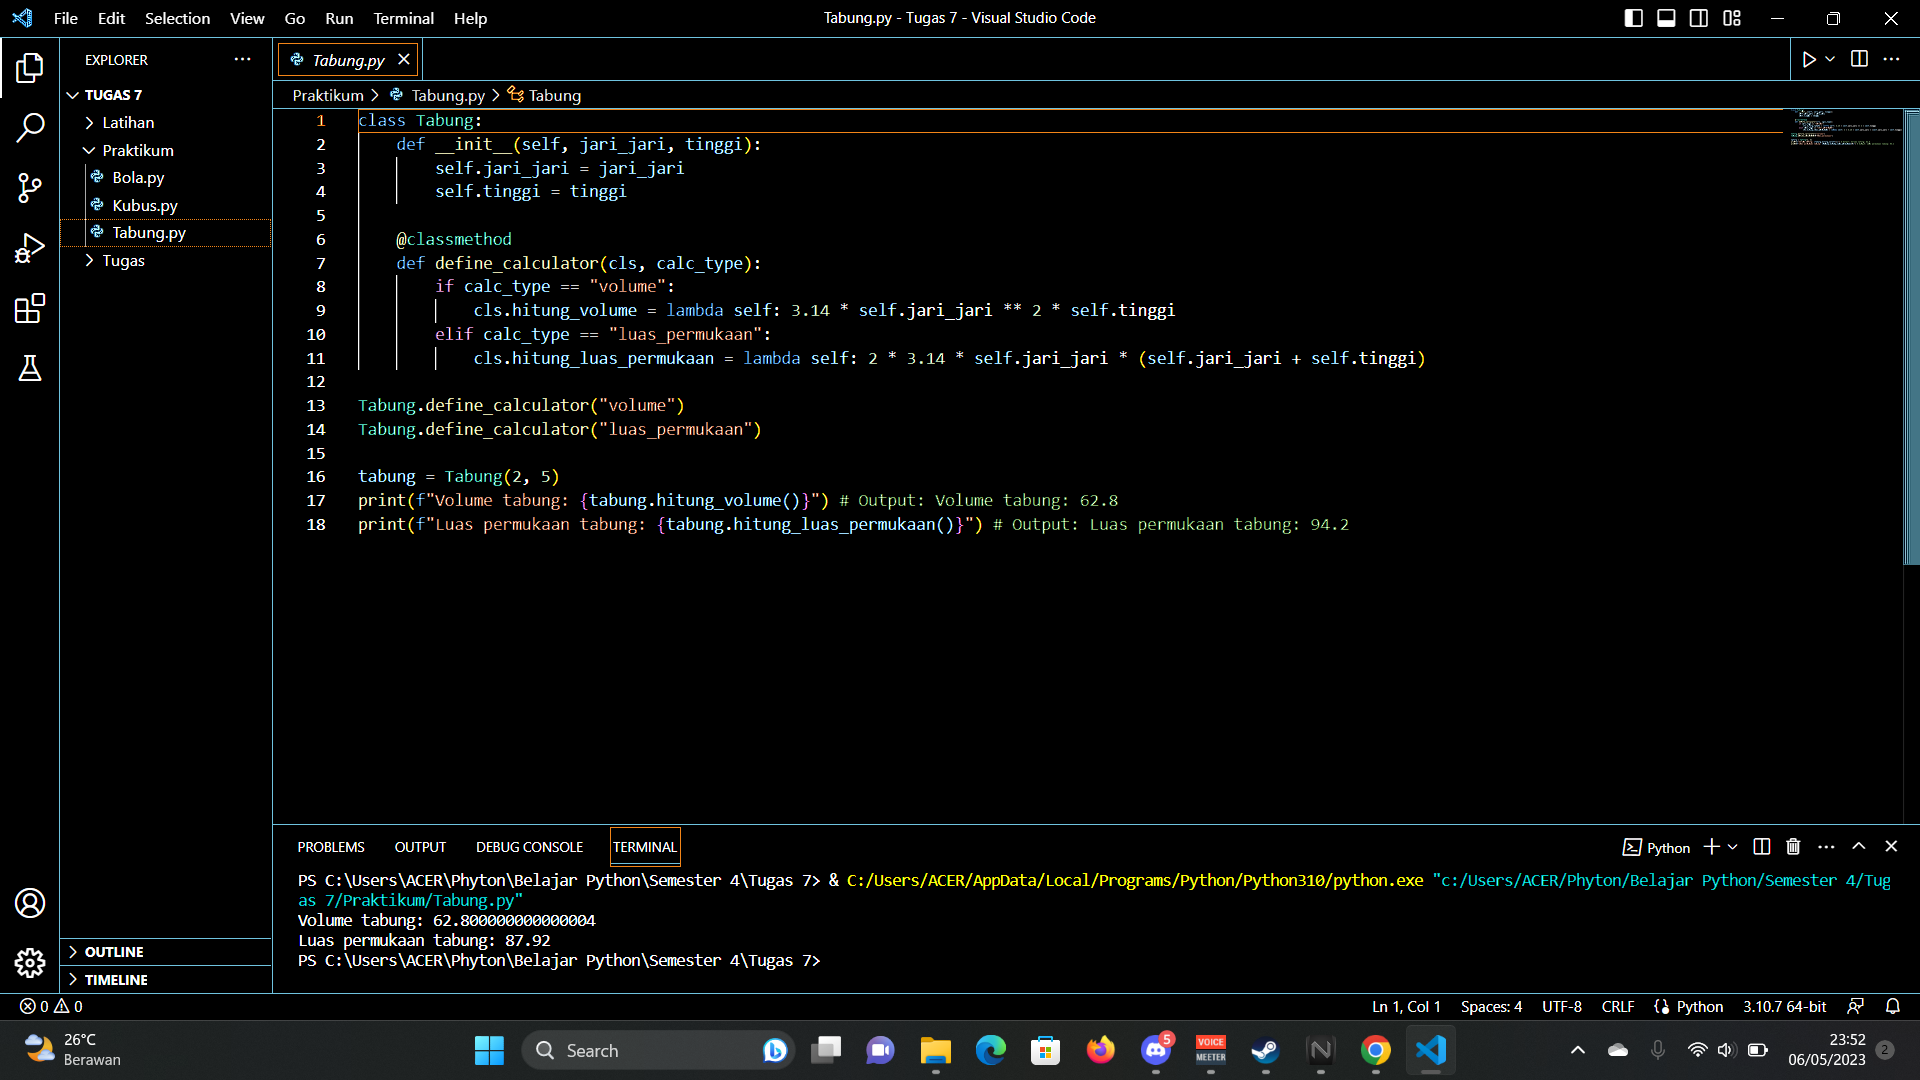 File Edit Selection View Go Run Terminal Help
Tabung.py - Tugas 7 - Visual Studio Code
EXPLORER
TUGAS 7
Latihan
Praktikum
Bola.py
Kubus.py
Tabung.py
Tugas
OUTLINE
TIMELINE
Tabung.py
Praktikum > Tabung.py > Tabung
1 class Tabung:
2     def __init__(self, jari_jari, tinggi):
3         self.jari_jari = jari_jari
4         self.tinggi = tinggi
5
6     @classmethod
7     def define_calculator(cls, calc_type):
8         if calc_type == "volume":
9             cls.hitung_volume = lambda self: 3.14 * self.jari_jari ** 2 * self.tinggi
10         elif calc_type == "luas_permukaan":
11             cls.hitung_luas_permukaan = lambda self: 2 * 3.14 * self.jari_jari * (self.jari_jari + self.tinggi)
12
13 Tabung.define_calculator("volume")
14 Tabung.define_calculator("luas_permukaan")
15
16 tabung = Tabung(2, 5)
17 print(f"Volume tabung: {tabung.hitung_volume()}") # Output: Volume tabung: 62.8
18 print(f"Luas permukaan tabung: {tabung.hitung_luas_permukaan()}") # Output: Luas permukaan tabung: 94.2
PROBLEMS OUTPUT DEBUG CONSOLE TERMINAL
Python
PS C:\Users\ACER\Phyton\Belajar Python\Semester 4\Tugas 7> & C:/Users/ACER/AppData/Local/Programs/Python/Python310/python.exe "c:/Users/ACER/Phyton/Belajar Python/Semester 4/Tug
as 7/Praktikum/Tabung.py"
Volume tabung: 62.800000000000004
Luas permukaan tabung: 87.92
PS C:\Users\ACER\Phyton\Belajar Python\Semester 4\Tugas 7>
0 0
Ln 1, Col 1 Spaces: 4 UTF-8 CRLF Python 3.10.7 64-bit
26°C
Berawan
Search
5
VOICE
MEETER
23:52
06/05/2023
2